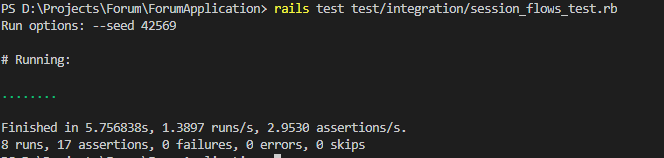 PS D:\Projects\Forum\ForumApplication> rails test test/integration/session_flows_test.rb
Run options: --seed 42569
# Running:
........
Finished in 5.756838s, 1.3897 runs/s, 2.9530 assertions/s.
8 runs, 17 assertions, 0 failures, 0 errors, 0 skips